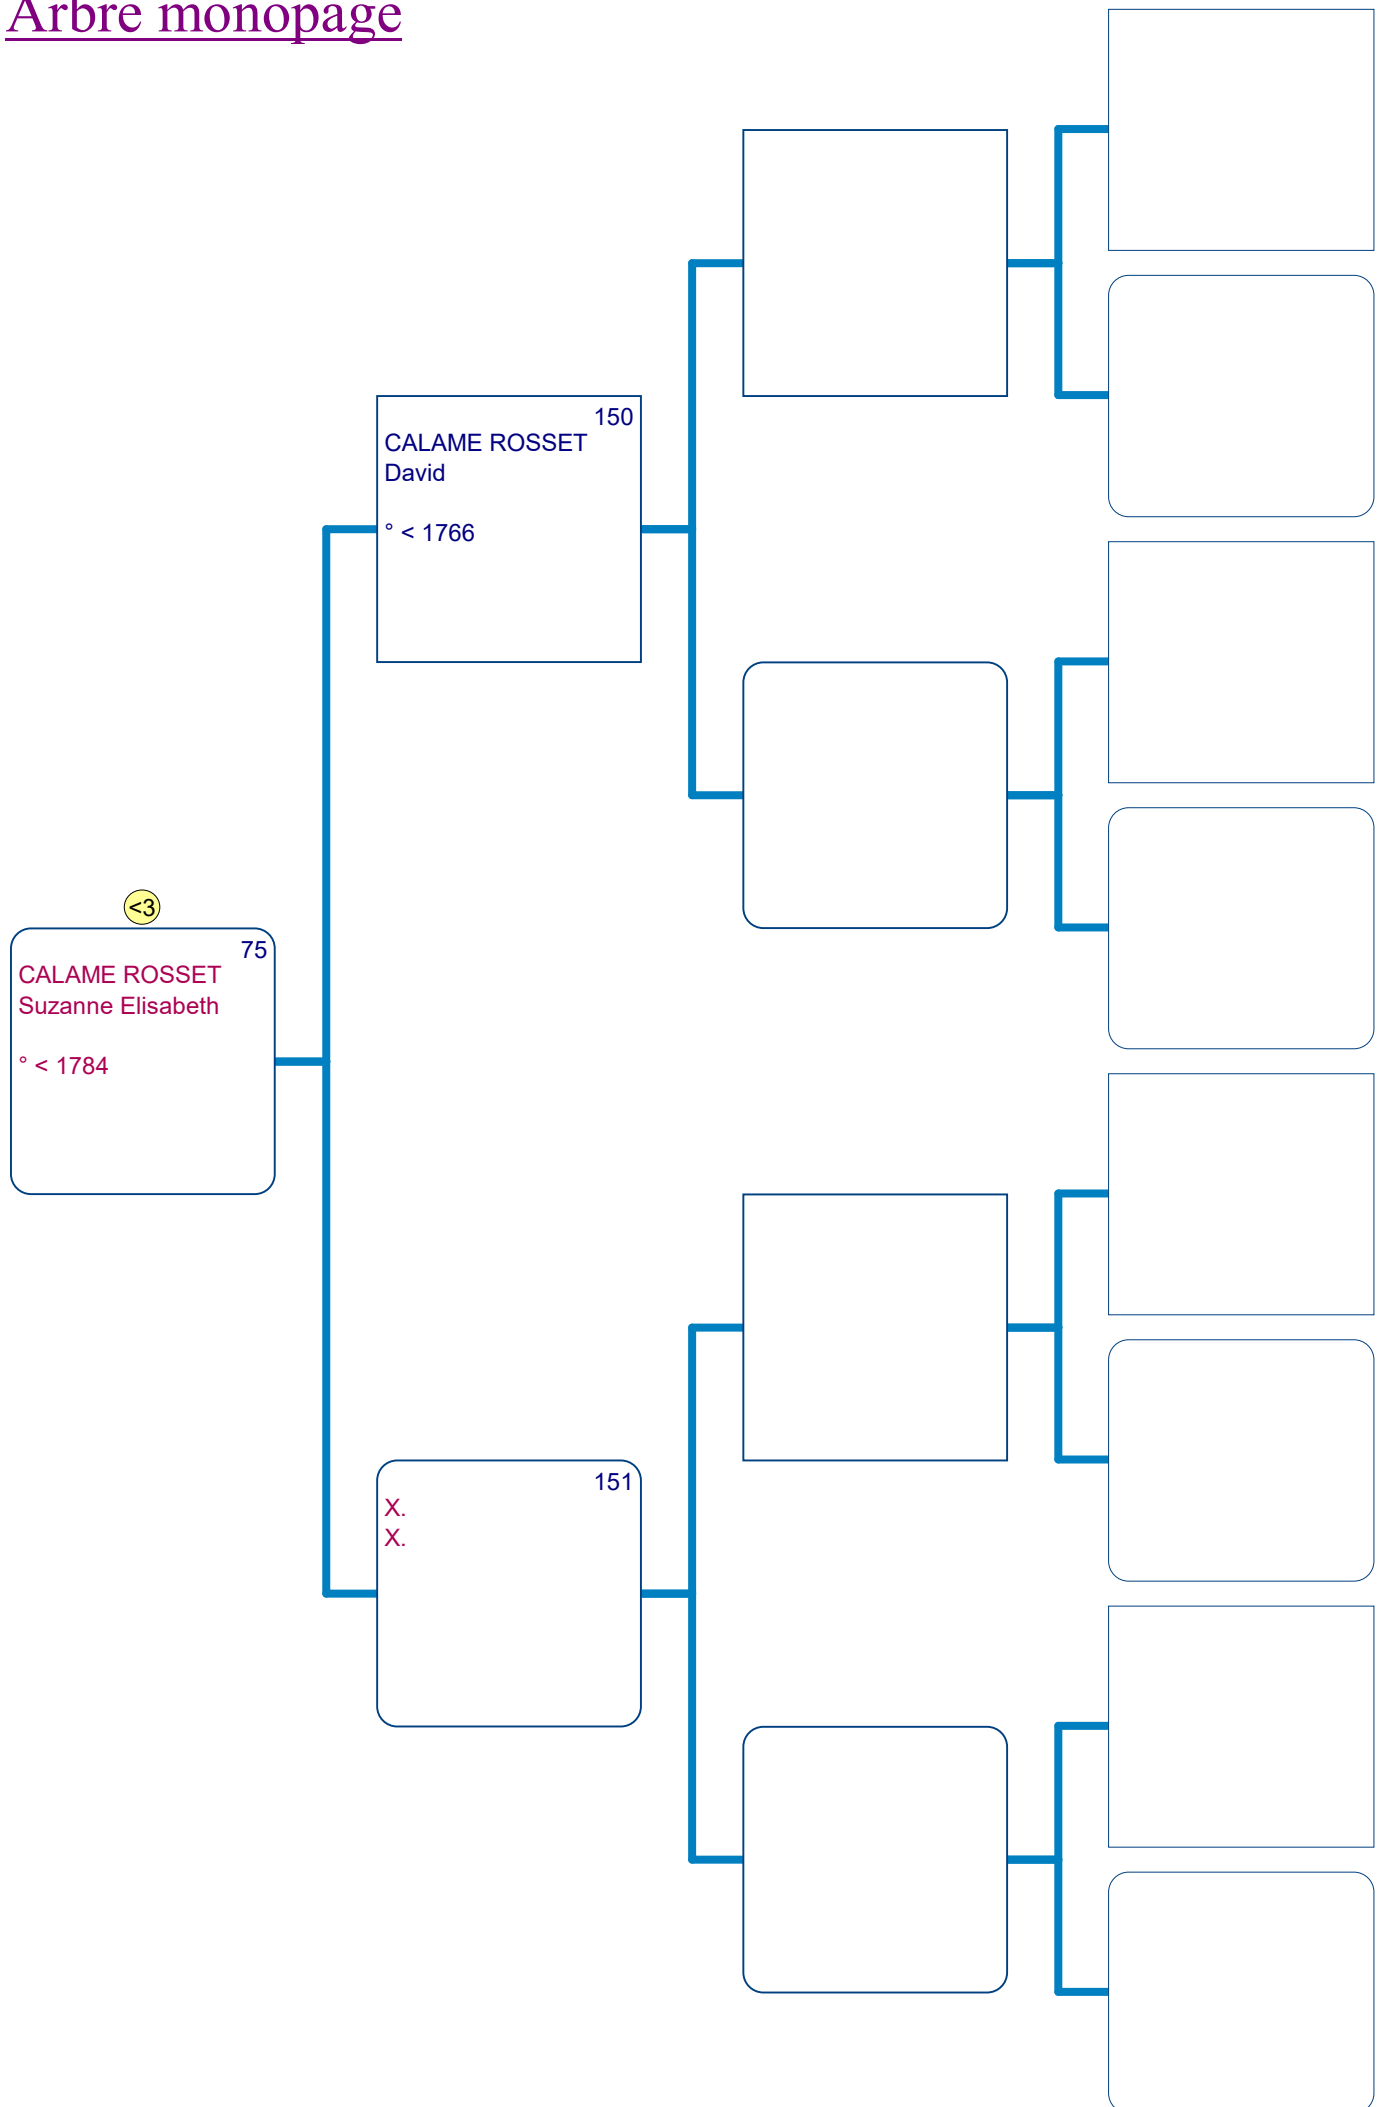 Arbre monopage
150
CALAME ROSSET
David
° < 1766
<3
75
CALAME ROSSET
Suzanne Elisabeth
° < 1784
151
X.
X.